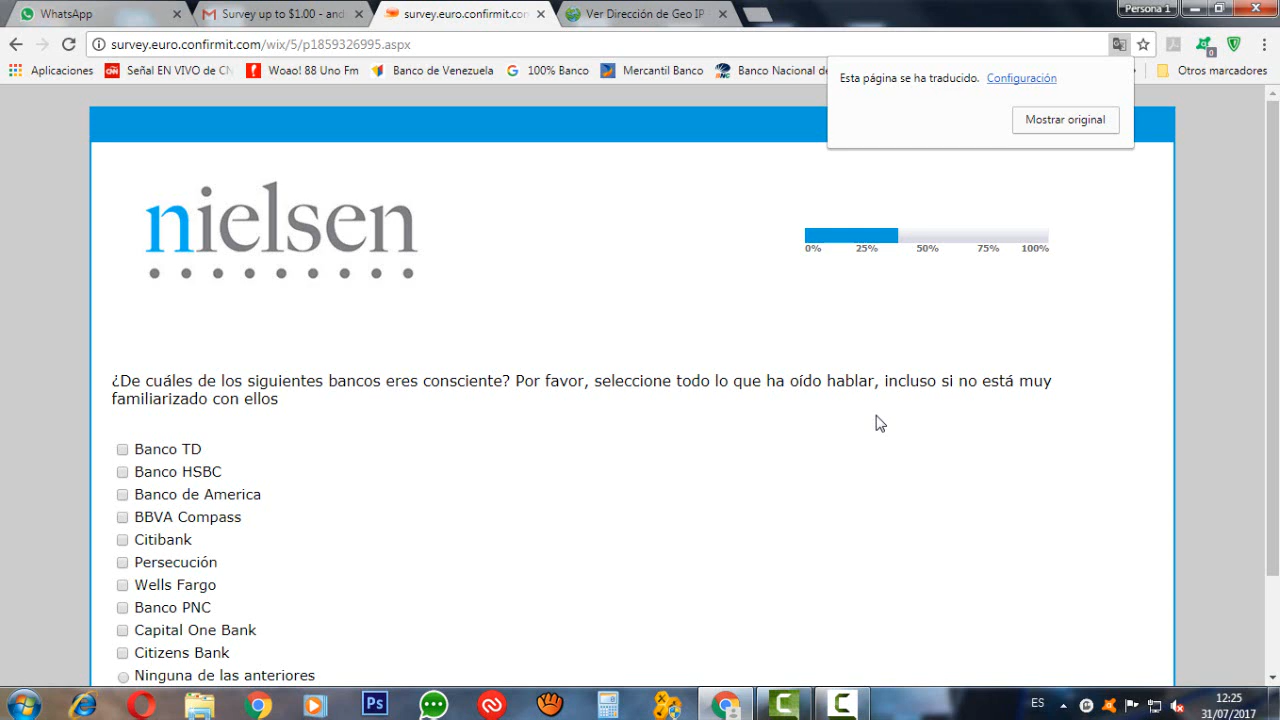 WhatsApp
Survey up to $1.00 - and
survey.euro.confirmit.con
Ver Dirección de Geo IP
Persona 1
survey.euro.confirmit.com/wix/5/p1859326995.aspx
Aplicaciones
Señal EN VIVO de CN
Woao! 88 Uno Fm
Banco de Venezuela
100% Banco
Mercantil Banco
Banco Nacional d
Otros marcadores
Esta página se ha traducido. Configuración
Mostrar original
nielsen
0% 25% 50% 75% 100%
¿De cuáles de los siguientes bancos eres consciente? Por favor, seleccione todo lo que ha oído hablar, incluso si no está muy
familiarizado con ellos
Banco TD
Banco HSBC
Banco de America
BBVA Compass
Citibank
Persecución
Wells Fargo
Banco PNC
Capital One Bank
Citizens Bank
Ninguna de las anteriores
Ps
ES
12:25
31/07/2017